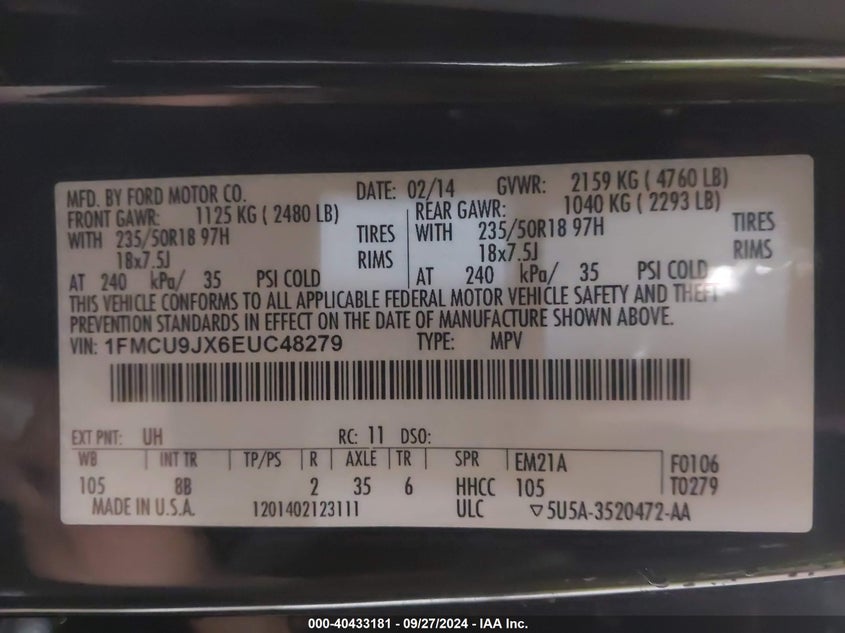 MFD. BY FORD MOTOR CO. DATE: 02/14 GVWR: 2159 KG ( 4760 LB)
FRONT GAWR: 1125 KG ( 2480 LB) REAR GAWR: 1040 KG ( 2293 LB)
WITH 235/50R18 97H TIRES WITH 235/50R18 97H TIRES
18x7.5J RIMS 18x7.5J RIMS
AT 240 kPa/ 35 PSI COLD AT 240 kPa/ 35 PSI COLD
THIS VEHICLE CONFORMS TO ALL APPLICABLE FEDERAL MOTOR VEHICLE SAFETY AND THEFT
PREVENTION STANDARDS IN EFFECT ON THE DATE OF MANUFACTURE SHOWN ABOVE.
VIN: 1FMCU9JX6EUC48279 TYPE: MPV
EXT PNT: UH RC: 11 DSO:
WB INT TR TP/PS R AXLE TR SPR EM21A F0106
105 8B 2 35 6 HHCC 105 T0279
MADE IN U.S.A. 1201402123111 ULC ▽5U5A-3520472-AA
000-40433181 - 09/27/2024 - IAA Inc.